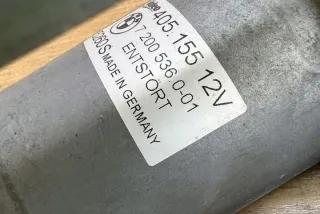 405.155 12V
7 200 536.0-01
ENTSTÖRT
MADE IN GERMANY